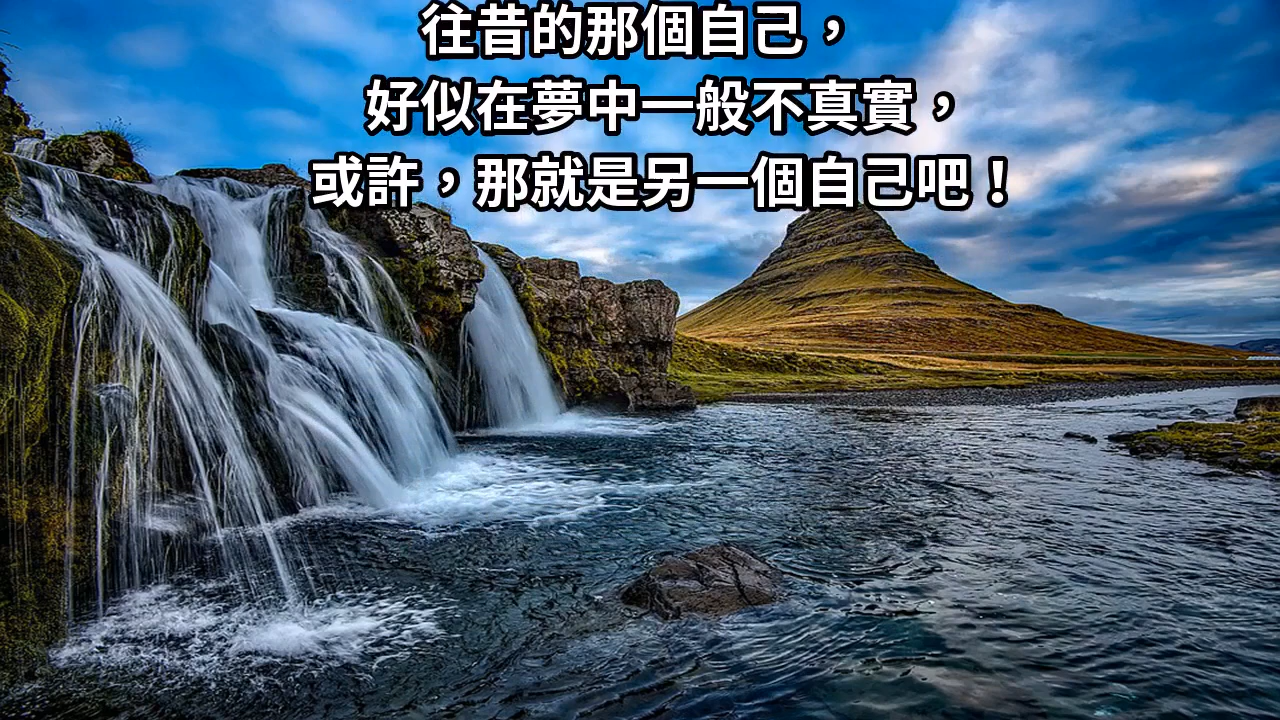 往昔的那個自己，
好似在夢中一般不真實，
或許，那就是另一個自己吧！